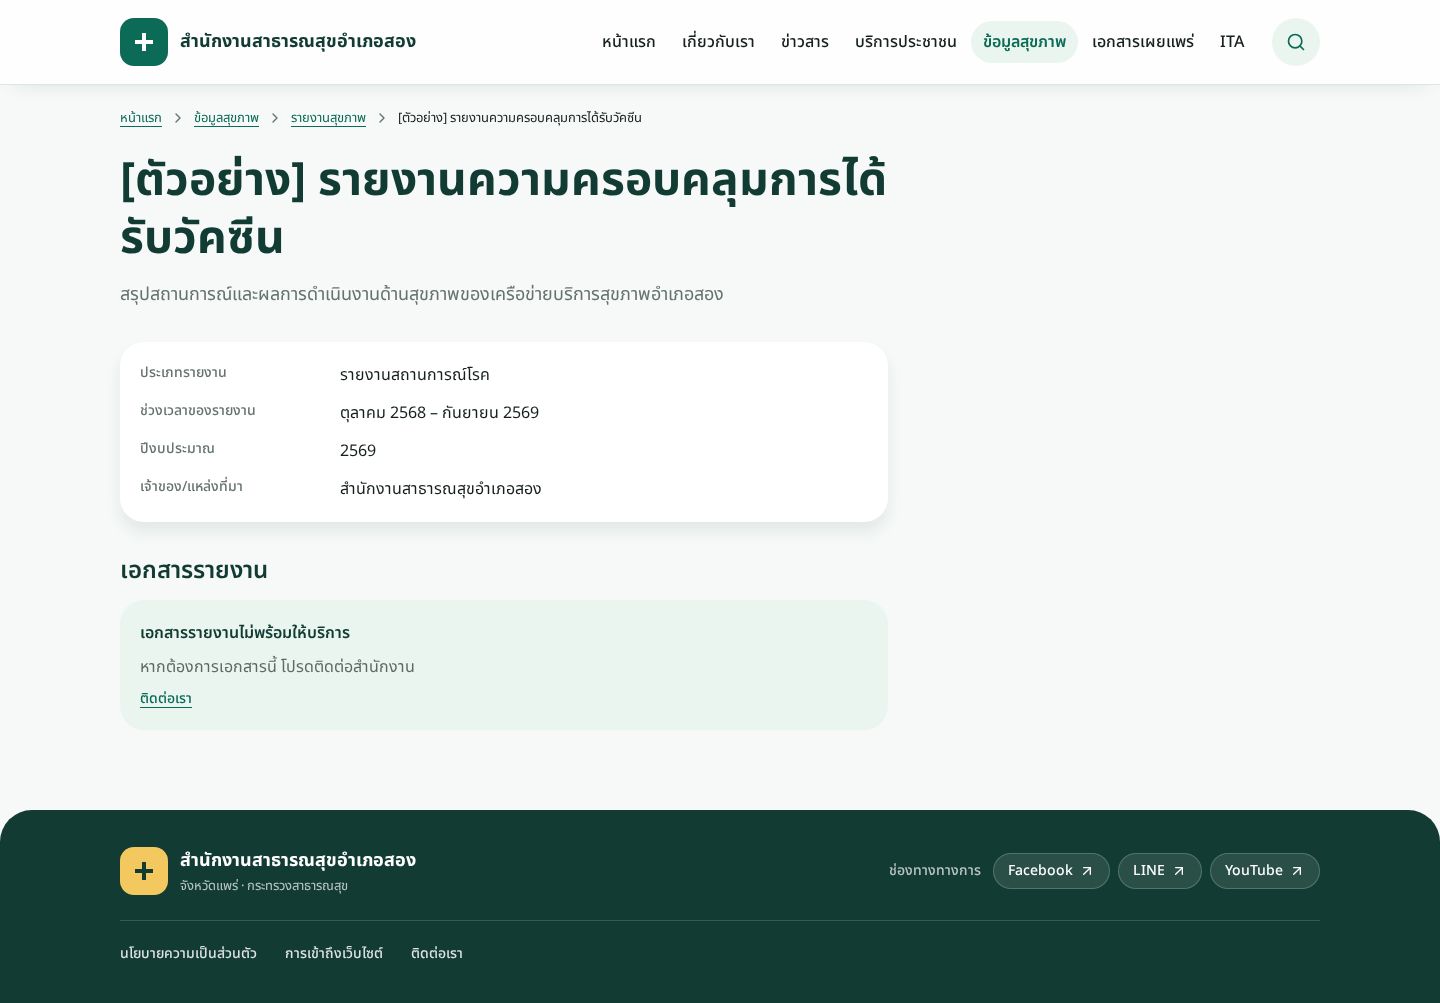 สำนักงานสาธารณสุขอำเภอสอง
หน้าแรก เกี่ยวกับเรา ข่าวสาร บริการประชาชน ข้อมูลสุขภาพ เอกสารเผยแพร่ ITA
หน้าแรก ข้อมูลสุขภาพ รายงานสุขภาพ [ตัวอย่าง] รายงานความครอบคลุมการได้รับวัคซีน
[ตัวอย่าง] รายงานความครอบคลุมการได้
รับวัคซีน
สรุปสถานการณ์และผลการดำเนินงานด้านสุขภาพของเครือข่ายบริการสุขภาพอำเภอสอง
ประเภทรายงาน รายงานสถานการณ์โรค
ช่วงเวลาของรายงาน ตุลาคม 2568 – กันยายน 2569
ปีงบประมาณ 2569
เจ้าของ/แหล่งที่มา สำนักงานสาธารณสุขอำเภอสอง
เอกสารรายงาน
เอกสารรายงานไม่พร้อมให้บริการ
หากต้องการเอกสารนี้ โปรดติดต่อสำนักงาน
ติดต่อเรา
สำนักงานสาธารณสุขอำเภอสอง
จังหวัดแพร่ · กระทรวงสาธารณสุข
ช่องทางทางการ Facebook LINE YouTube
นโยบายความเป็นส่วนตัว การเข้าถึงเว็บไซต์ ติดต่อเรา